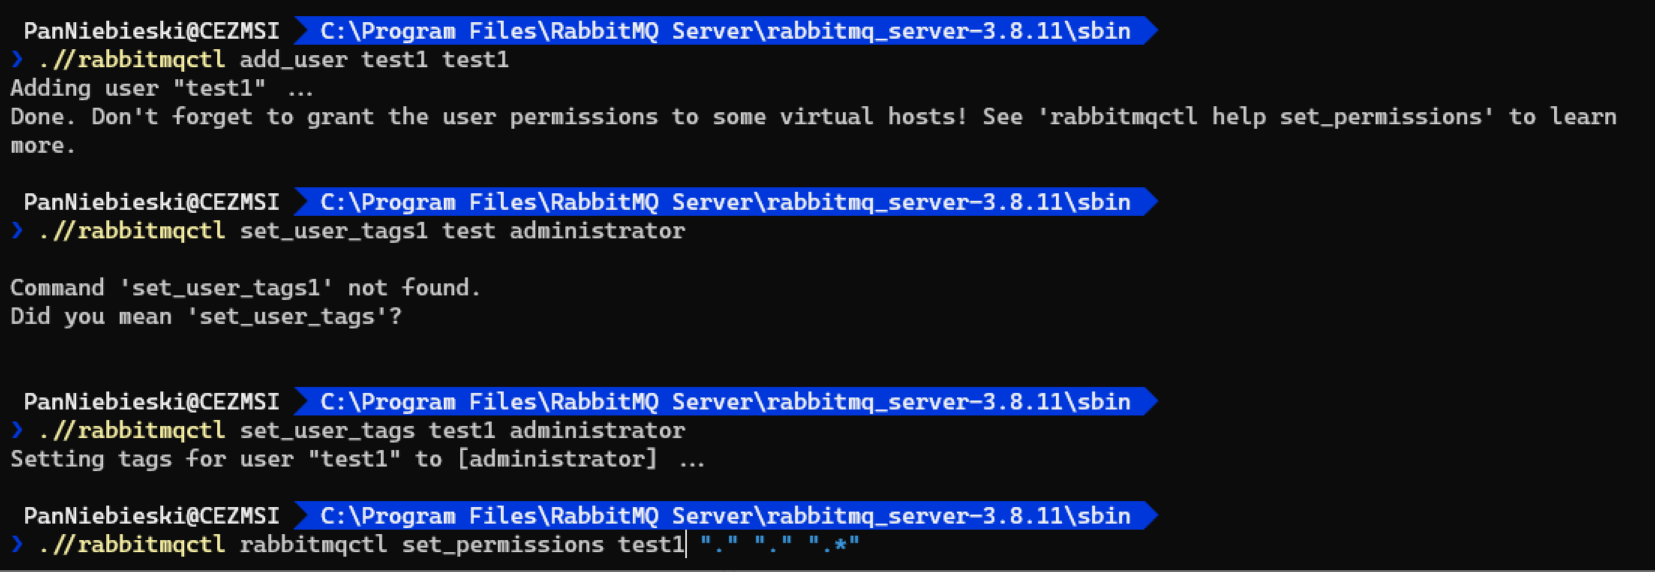 PanNiebieski@CEZMSI C:\Program Files\RabbitMQ Server\rabbitmq_server-3.8.11\sbin
❯ .//rabbitmqctl add_user test1 test1
Adding user "test1" ...
Done. Don't forget to grant the user permissions to some virtual hosts! See 'rabbitmqctl help set_permissions' to learn
more.
PanNiebieski@CEZMSI C:\Program Files\RabbitMQ Server\rabbitmq_server-3.8.11\sbin
❯ .//rabbitmqctl set_user_tags1 test administrator
Command 'set_user_tags1' not found.
Did you mean 'set_user_tags'?
PanNiebieski@CEZMSI C:\Program Files\RabbitMQ Server\rabbitmq_server-3.8.11\sbin
❯ .//rabbitmqctl set_user_tags test1 administrator
Setting tags for user "test1" to [administrator] ...
PanNiebieski@CEZMSI C:\Program Files\RabbitMQ Server\rabbitmq_server-3.8.11\sbin
❯ .//rabbitmqctl rabbitmqctl set_permissions test1 "." "." ".*"